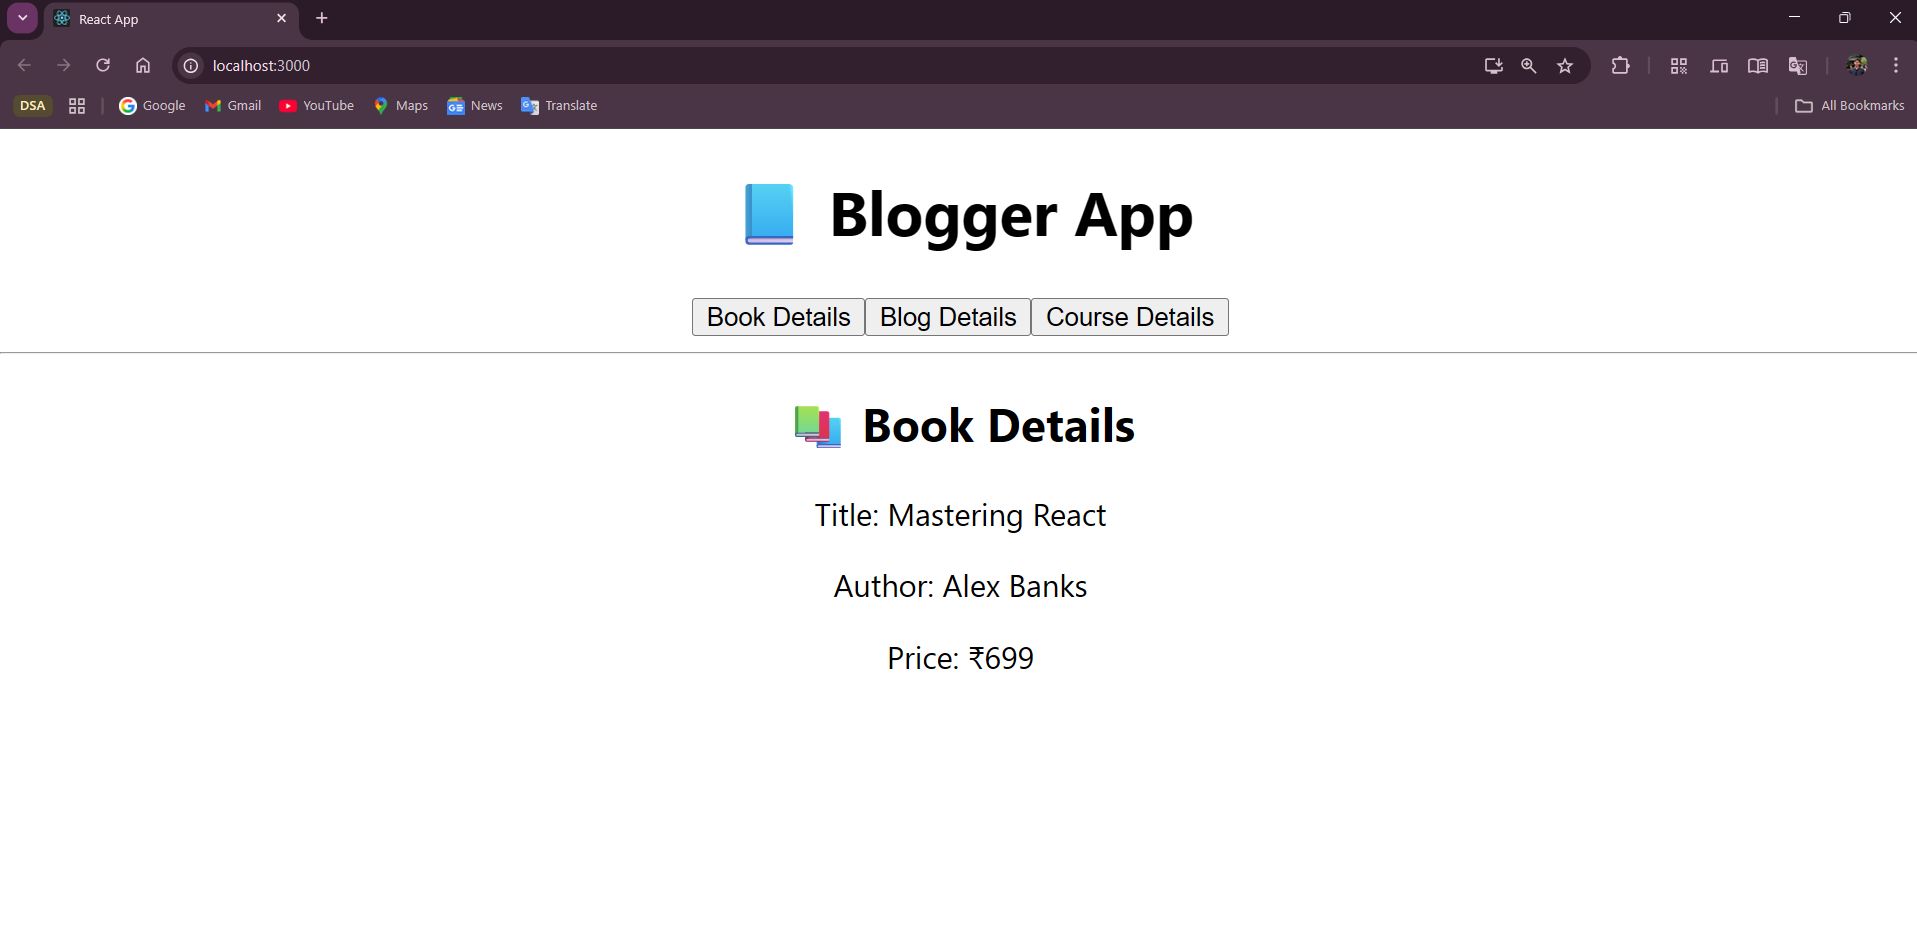 React App
localhost:3000
DSA Google Gmail YouTube Maps News Translate All Bookmarks
Blogger App
Book Details Blog Details Course Details
Book Details
Title: Mastering React
Author: Alex Banks
Price: ₹699